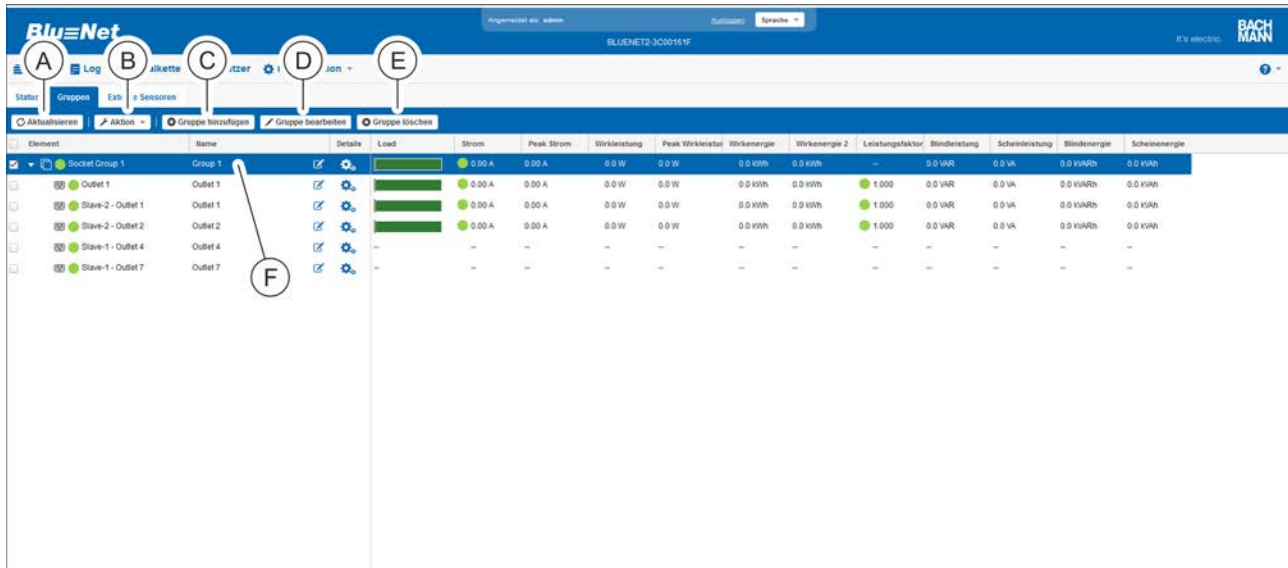 Blu≡Net
Angemeldet als: admin
Ausloggen
Sprache
BLUENET2-3C00161F
It's electric.
BACH
MANN
Log
A
B
C
D
E
Status
Gruppen
Sensoren
Aktualisieren
Aktion
Gruppe hinzufügen
Gruppe bearbeiten
Gruppe löschen
Element Name Details Load Strom Peak Strom Wirkleistung Peak Wirkleistu Wirkenergie Wirkenergie 2 Leistungsfaktor Blindleistung Scheinleistung Blindenergie Scheinenergie
Socket Group 1 Group 1 0.00 A 0.00 A 0.0 W 0.0 W 0.0 kWh 0.0 kWh -- 0.0 VAR 0.0 VA 0.0 kVARh 0.0 kVAh
Outlet 1 Outlet 1 0.00 A 0.00 A 0.0 W 0.0 W 0.0 kWh 0.0 kWh 1.000 0.0 VAR 0.0 VA 0.0 kVARh 0.0 kVAh
Slave-2 - Outlet 1 Outlet 1 0.00 A 0.00 A 0.0 W 0.0 W 0.0 kWh 0.0 kWh 1.000 0.0 VAR 0.0 VA 0.0 kVARh 0.0 kVAh
Slave-2 - Outlet 2 Outlet 2 0.00 A 0.00 A 0.0 W 0.0 W 0.0 kWh 0.0 kWh 1.000 0.0 VAR 0.0 VA 0.0 kVARh 0.0 kVAh
Slave-1 - Outlet 4 Outlet 4 -- -- -- -- -- -- -- -- -- -- -- --
Slave-1 - Outlet 7 Outlet 7 -- -- -- -- -- -- -- -- -- -- -- --
F